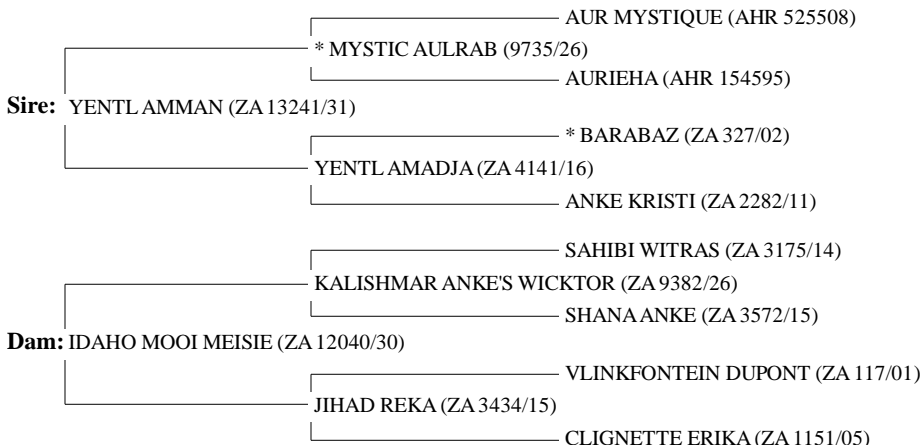 AUR MYSTIQUE (AHR 525508)
* MYSTIC AULRAB (9735/26)
AURIEHA (AHR 154595)
Sire: YENTL AMMAN (ZA 13241/31)
* BARABAZ (ZA 327/02)
YENTL AMADJA (ZA 4141/16)
ANKE KRISTI (ZA 2282/11)
SAHIBI WITRAS (ZA 3175/14)
KALISHMAR ANKE'S WICKTOR (ZA 9382/26)
SHANA ANKE (ZA 3572/15)
Dam: IDAHO MOOI MEISIE (ZA 12040/30)
VLINKFONTEIN DUPONT (ZA 117/01)
JIHAD REKA (ZA 3434/15)
CLIGNETTE ERIKA (ZA 1151/05)